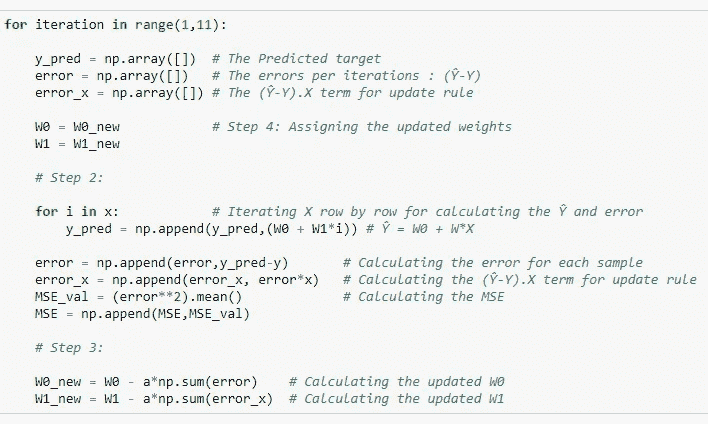 for iteration in range(1,11):
y_pred = np.array([]) # The Predicted target
error = np.array([]) # The errors per iterations : (Ŷ-Y)
error_x = np.array([]) # The (Ŷ-Y).X term for update rule
W0 = W0_new # Step 4: Assigning the updated weights
W1 = W1_new
# Step 2:
for i in x: # Iterating X row by row for calculating the Ŷ and error
y_pred = np.append(y_pred,(W0 + W1*i)) # Ŷ = W0 + W*X
error = np.append(error,y_pred-y) # Calculating the error for each sample
error_x = np.append(error_x, error*x) # Calculating the (Ŷ-Y).X term for update rule
MSE_val = (error**2).mean() # Calculating the MSE
MSE = np.append(MSE,MSE_val)
# Step 3:
W0_new = W0 - a*np.sum(error) # Calculating the updated W0
W1_new = W1 - a*np.sum(error_x) # Calculating the updated W1